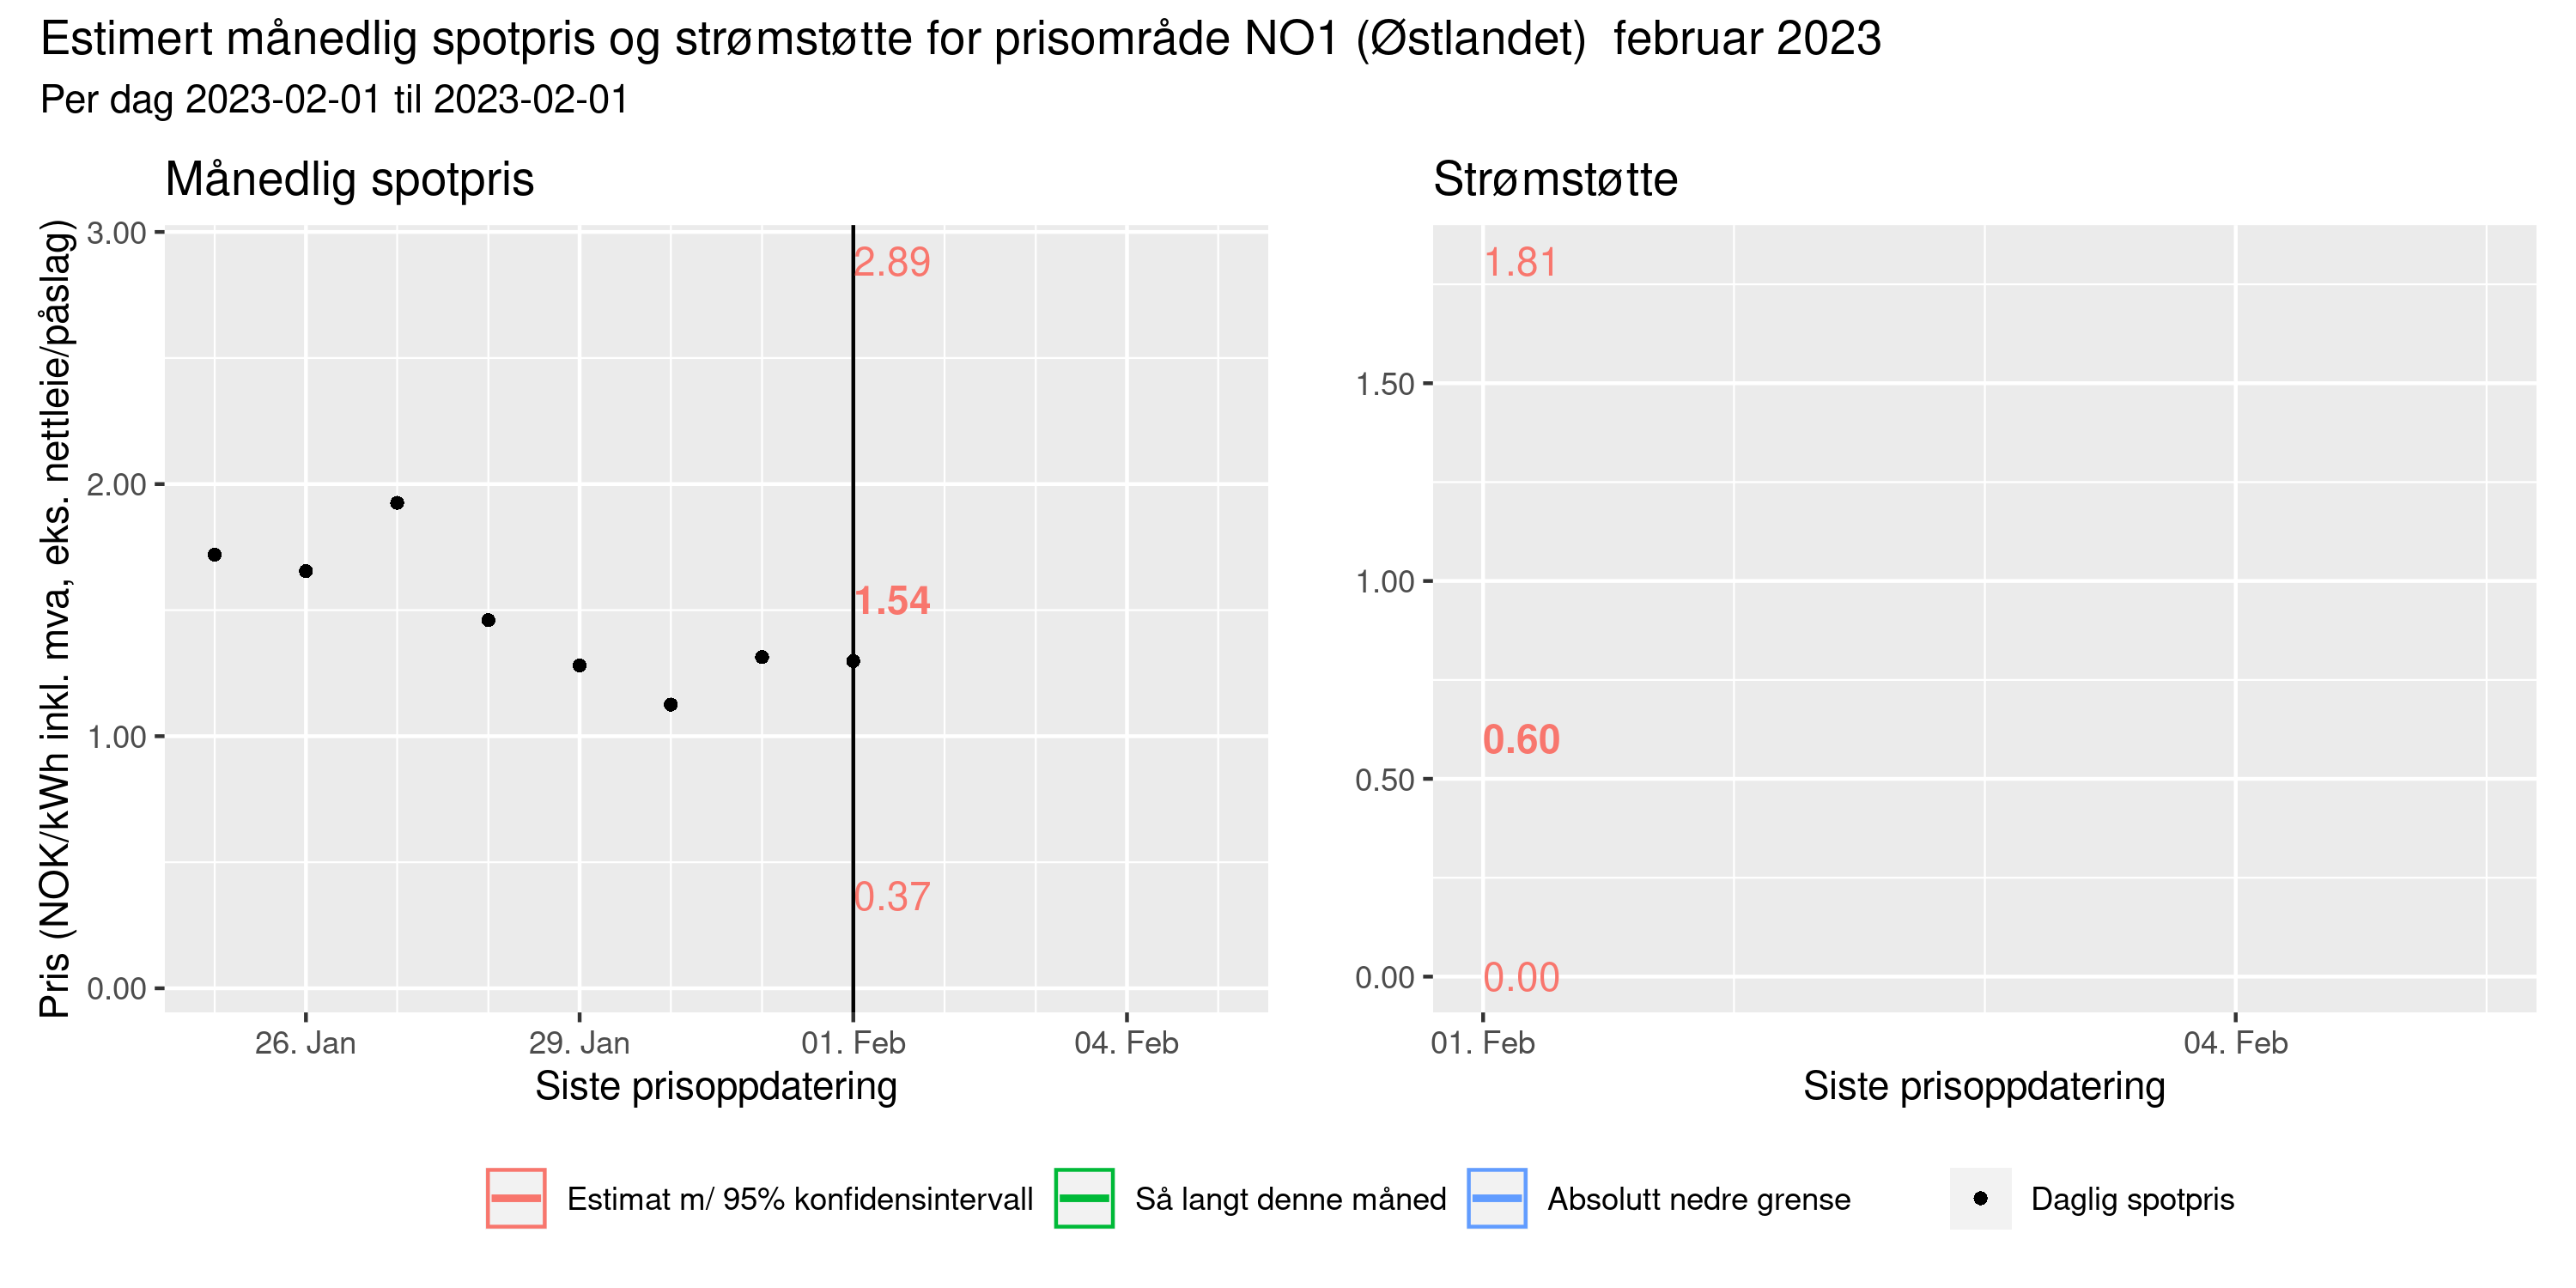 Estimert månedlig spotpris og strømstøtte for prisområde NO1 (Østlandet)  februar 2023
Per dag 2023-02-01 til 2023-02-01
Månedlig spotpris
Pris (NOK/kWh inkl. mva, eks. nettleie/påslag)
3.00
2.00
1.00
0.00
2.89
1.54
0.37
26. Jan
29. Jan
01. Feb
04. Feb
Siste prisoppdatering
Strømstøtte
1.50
1.00
0.50
0.00
1.81
0.60
0.00
01. Feb
04. Feb
Siste prisoppdatering
Estimat m/ 95% konfidensintervall
Så langt denne måned
Absolutt nedre grense
Daglig spotpris